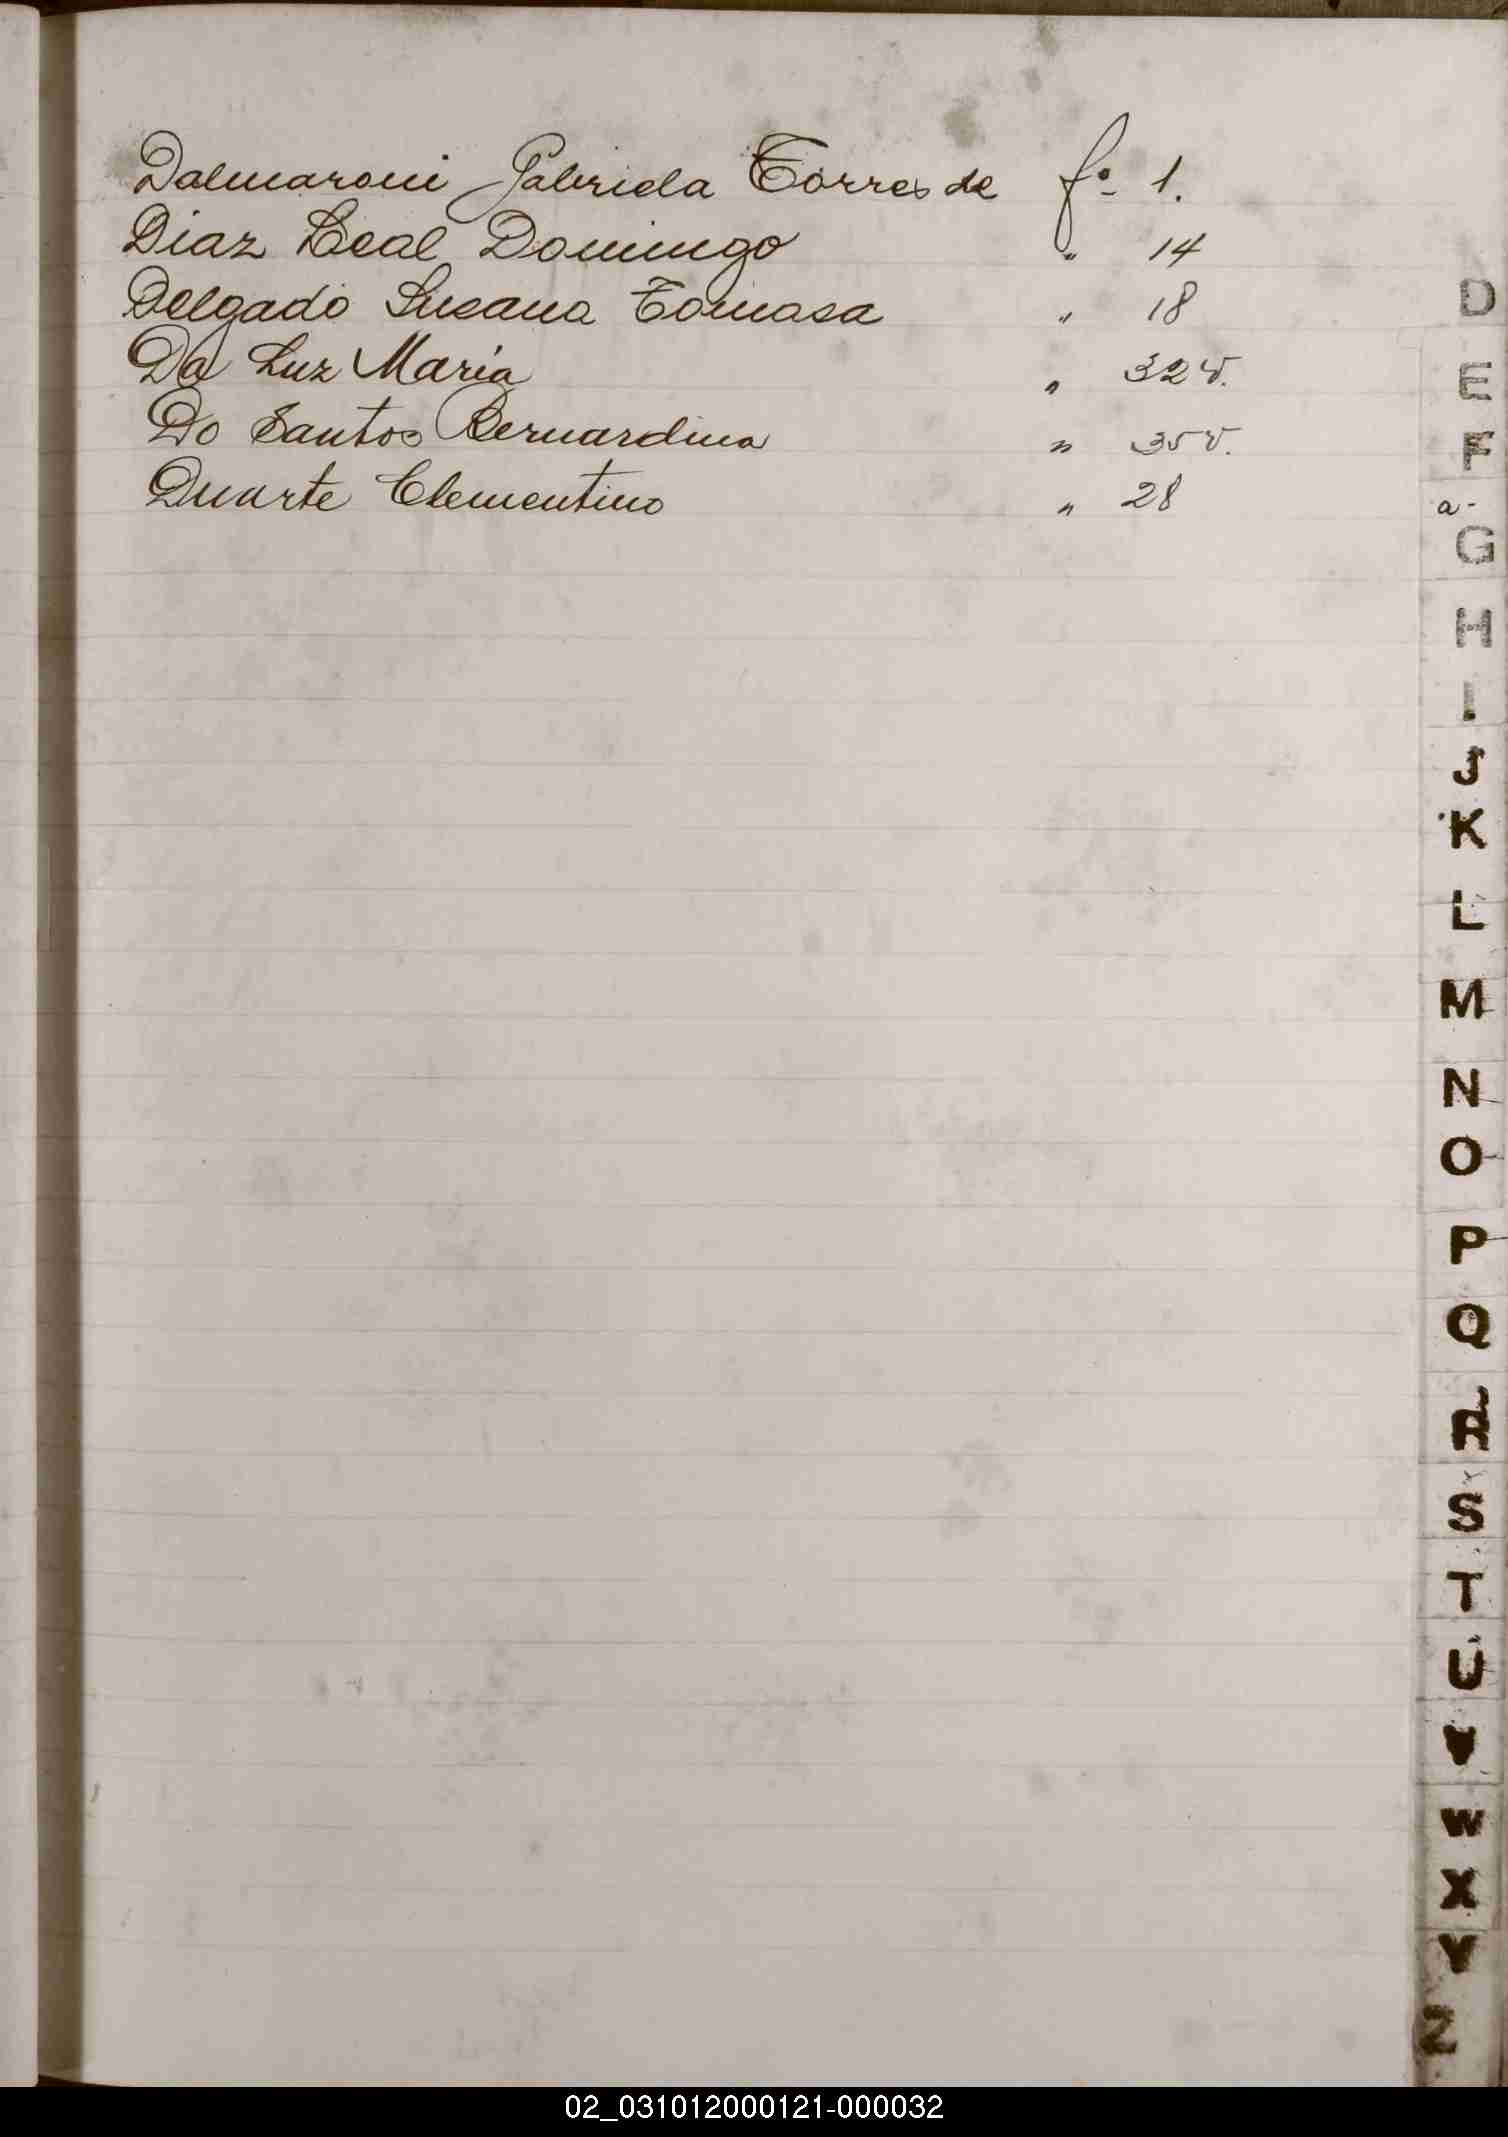 Dalmaroni Gabriela Torres de fº 1.
Diaz Leal Domingo " 14
Delgado Susana Tomasa " 18
Da Luz María " 32 v.
Do Santos Bernardina " 35 v.
Duarte Clementino " 28
D
E
F
a-
G
H
I
J
K
L
M
N
O
P
Q
R
S
T
U
V
W
X
Y
Z
02_031012000121-000032